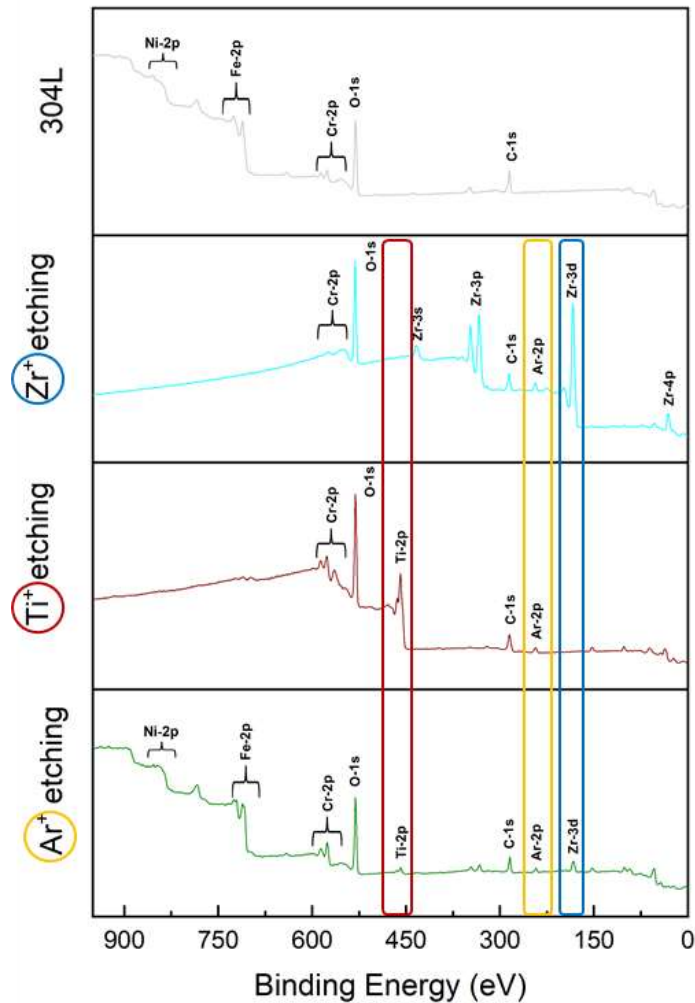 304L
Ni-2p
Fe-2p
Cr-2p
O-1s
C-1s
Zr⁺ etching
Cr-2p
O-1s
Zr-3s
Zr-3p
C-1s
Ar-2p
Zr-3d
Zr-4p
Ti⁺ etching
Cr-2p
O-1s
Ti-2p
C-1s
Ar-2p
Ar⁺ etching
Ni-2p
Fe-2p
Cr-2p
O-1s
Ti-2p
C-1s
Ar-2p
Zr-3d
900 750 600 450 300 150 0
Binding Energy (eV)